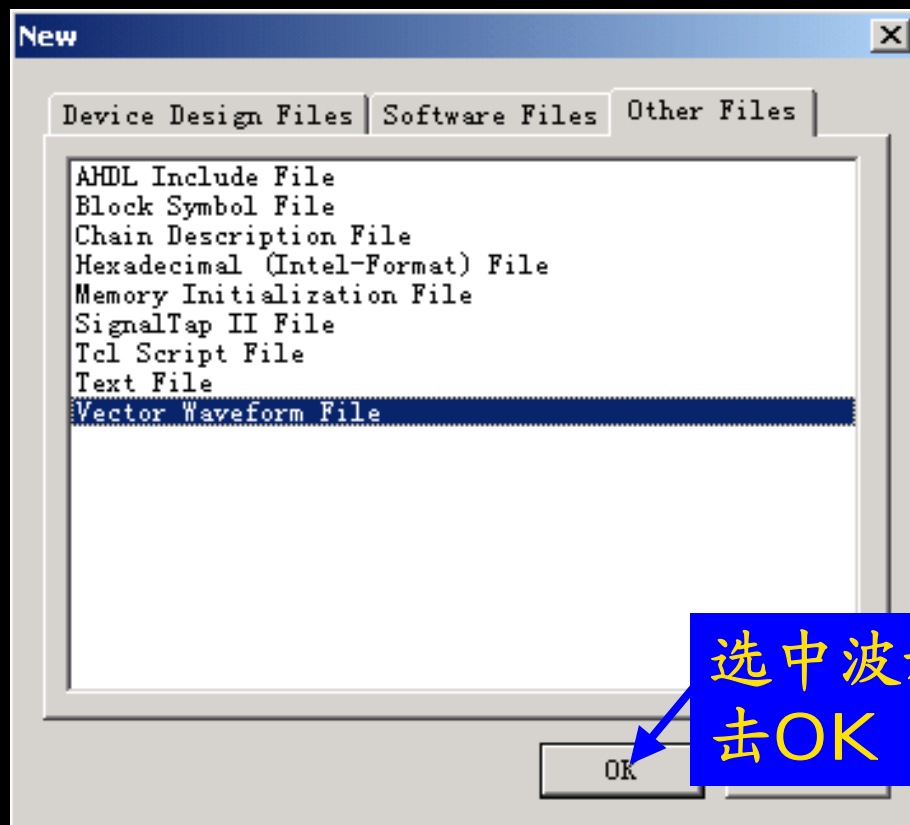 New
Device Design Files Software Files Other Files
AHDL Include File
Block Symbol File
Chain Description File
Hexadecimal (Intel-Format) File
Memory Initialization File
SignalTap II File
Tcl Script File
Text File
Vector Waveform File
选中波
击OK
OK